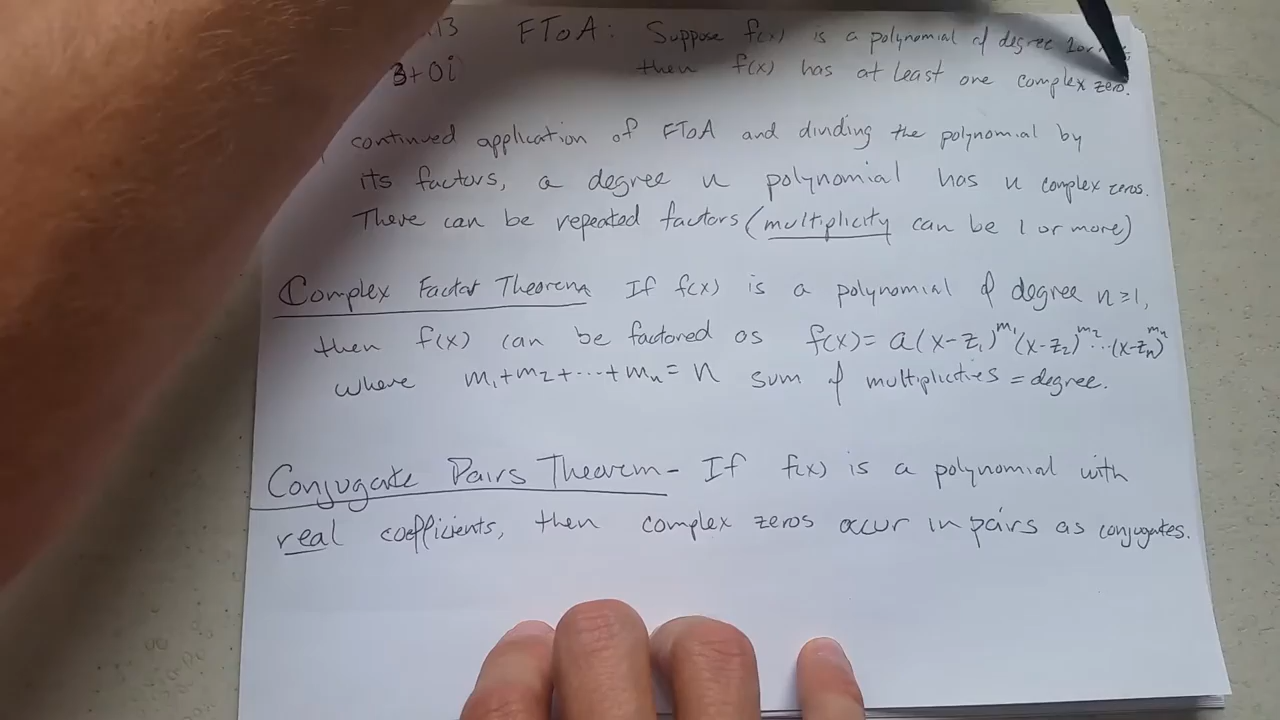 .13 FToA: Suppose f(x) is a polynomial of degree 1 or
3+0i then f(x) has at least one complex zero.
continued application of FToA and dividing the polynomial by
its factors, a degree n polynomial has n complex zeros.
There can be repeated factors (multiplicity can be 1 or more)
Complex Factor Theorem If f(x) is a polynomial of degree n≥1,
then f(x) can be factored as f(x)= a(x-z₁)^m₁(x-z₂)^m₂...(x-zₙ)^mₙ
where m₁+m₂+...+mₙ= n sum of multiplicities = degree.
Conjugate Pairs Theorem - If f(x) is a polynomial with
real coefficients, then complex zeros occur in pairs as conjugates.